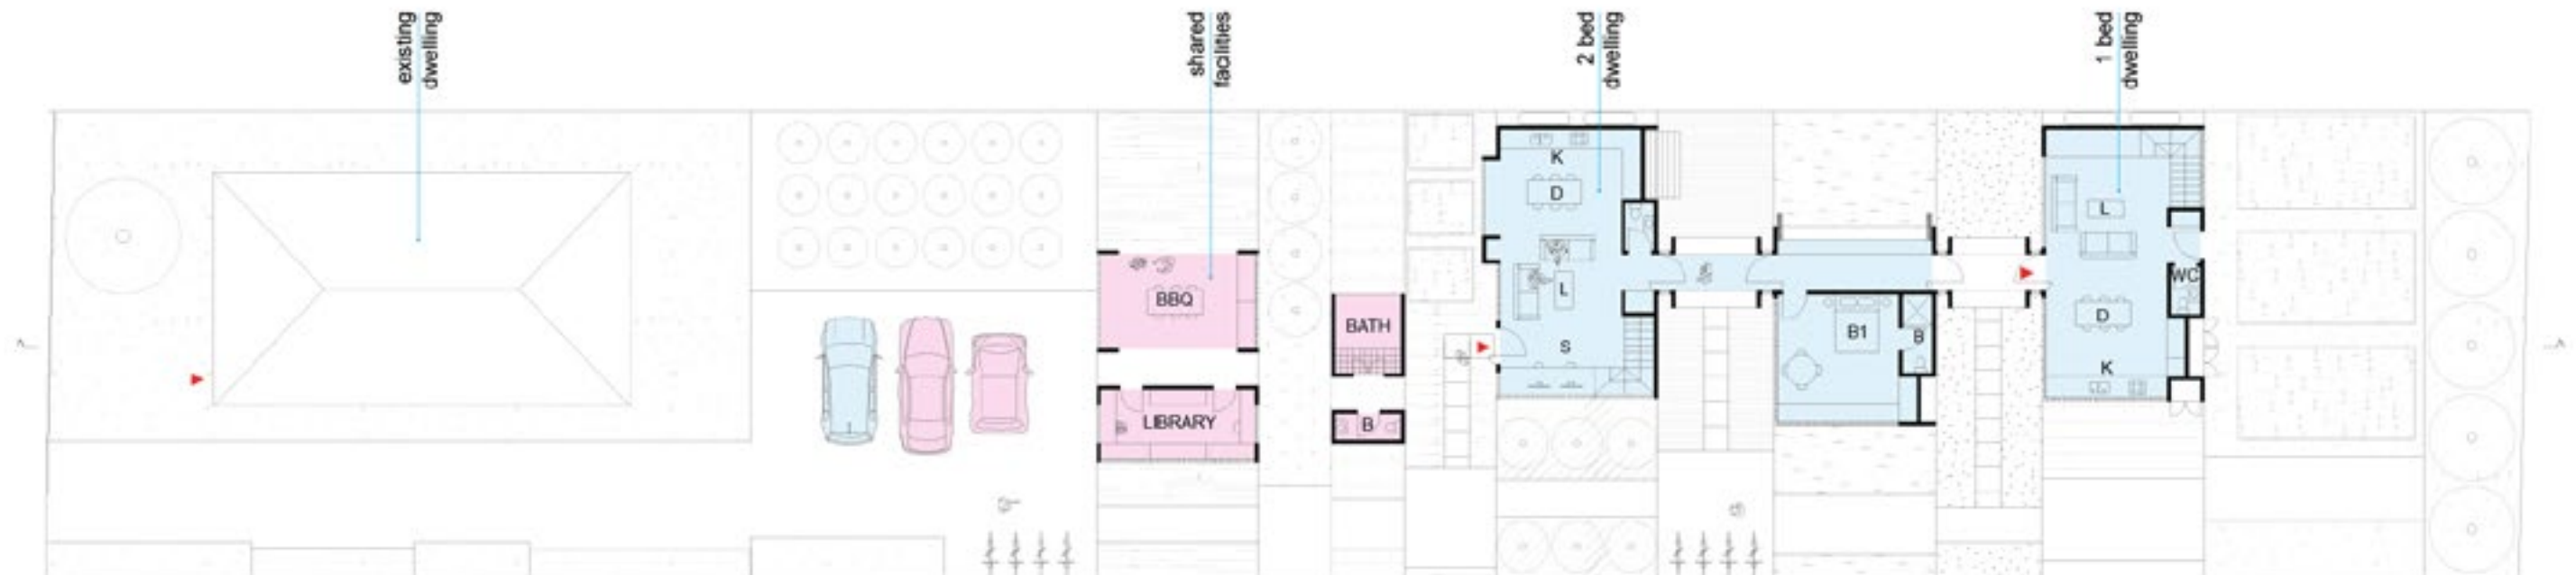 existing
dwelling
shared
facilities
2 bed
dwelling
1 bed
dwelling
K
D
L
S
BBQ
LIBRARY
BATH
B
B1
B
L
WC
D
K